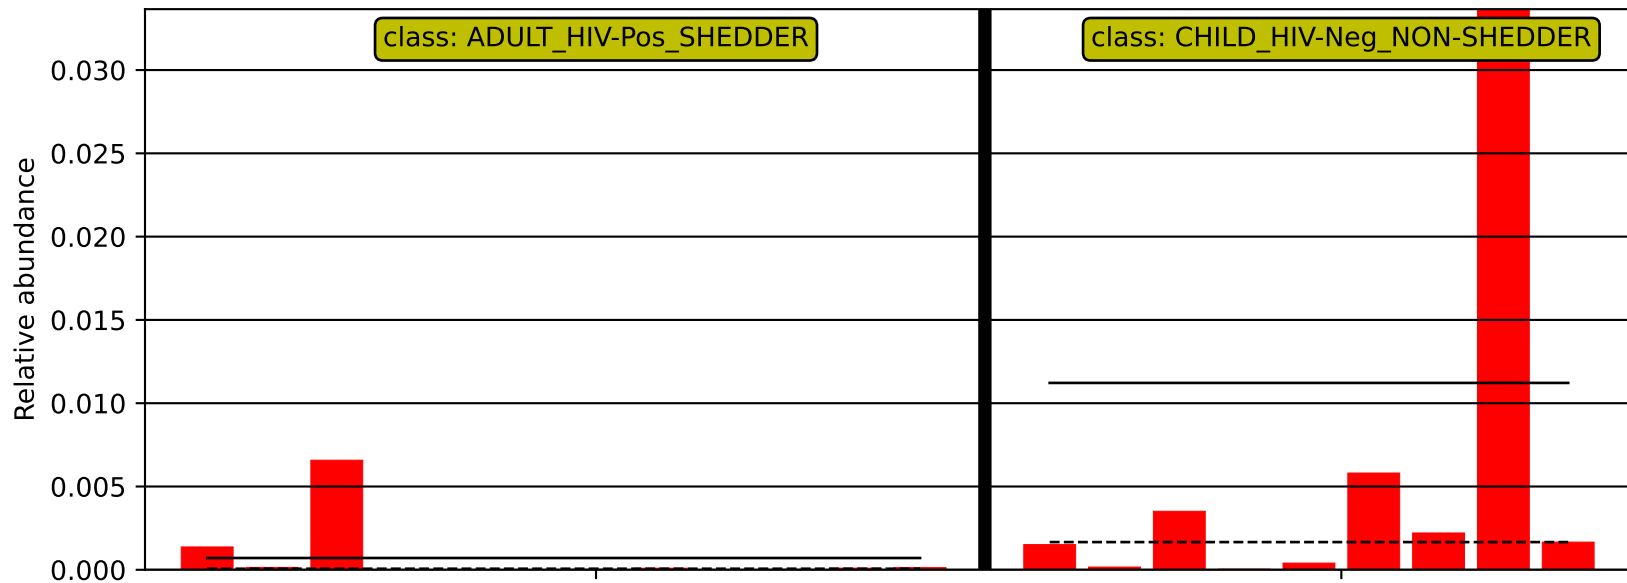 class: ADULT_HIV-Pos_SHEDDER
class: CHILD_HIV-Neg_NON-SHEDDER
0.030
0.025
0.020
0.015
0.010
0.005
0.000
Relative abundance